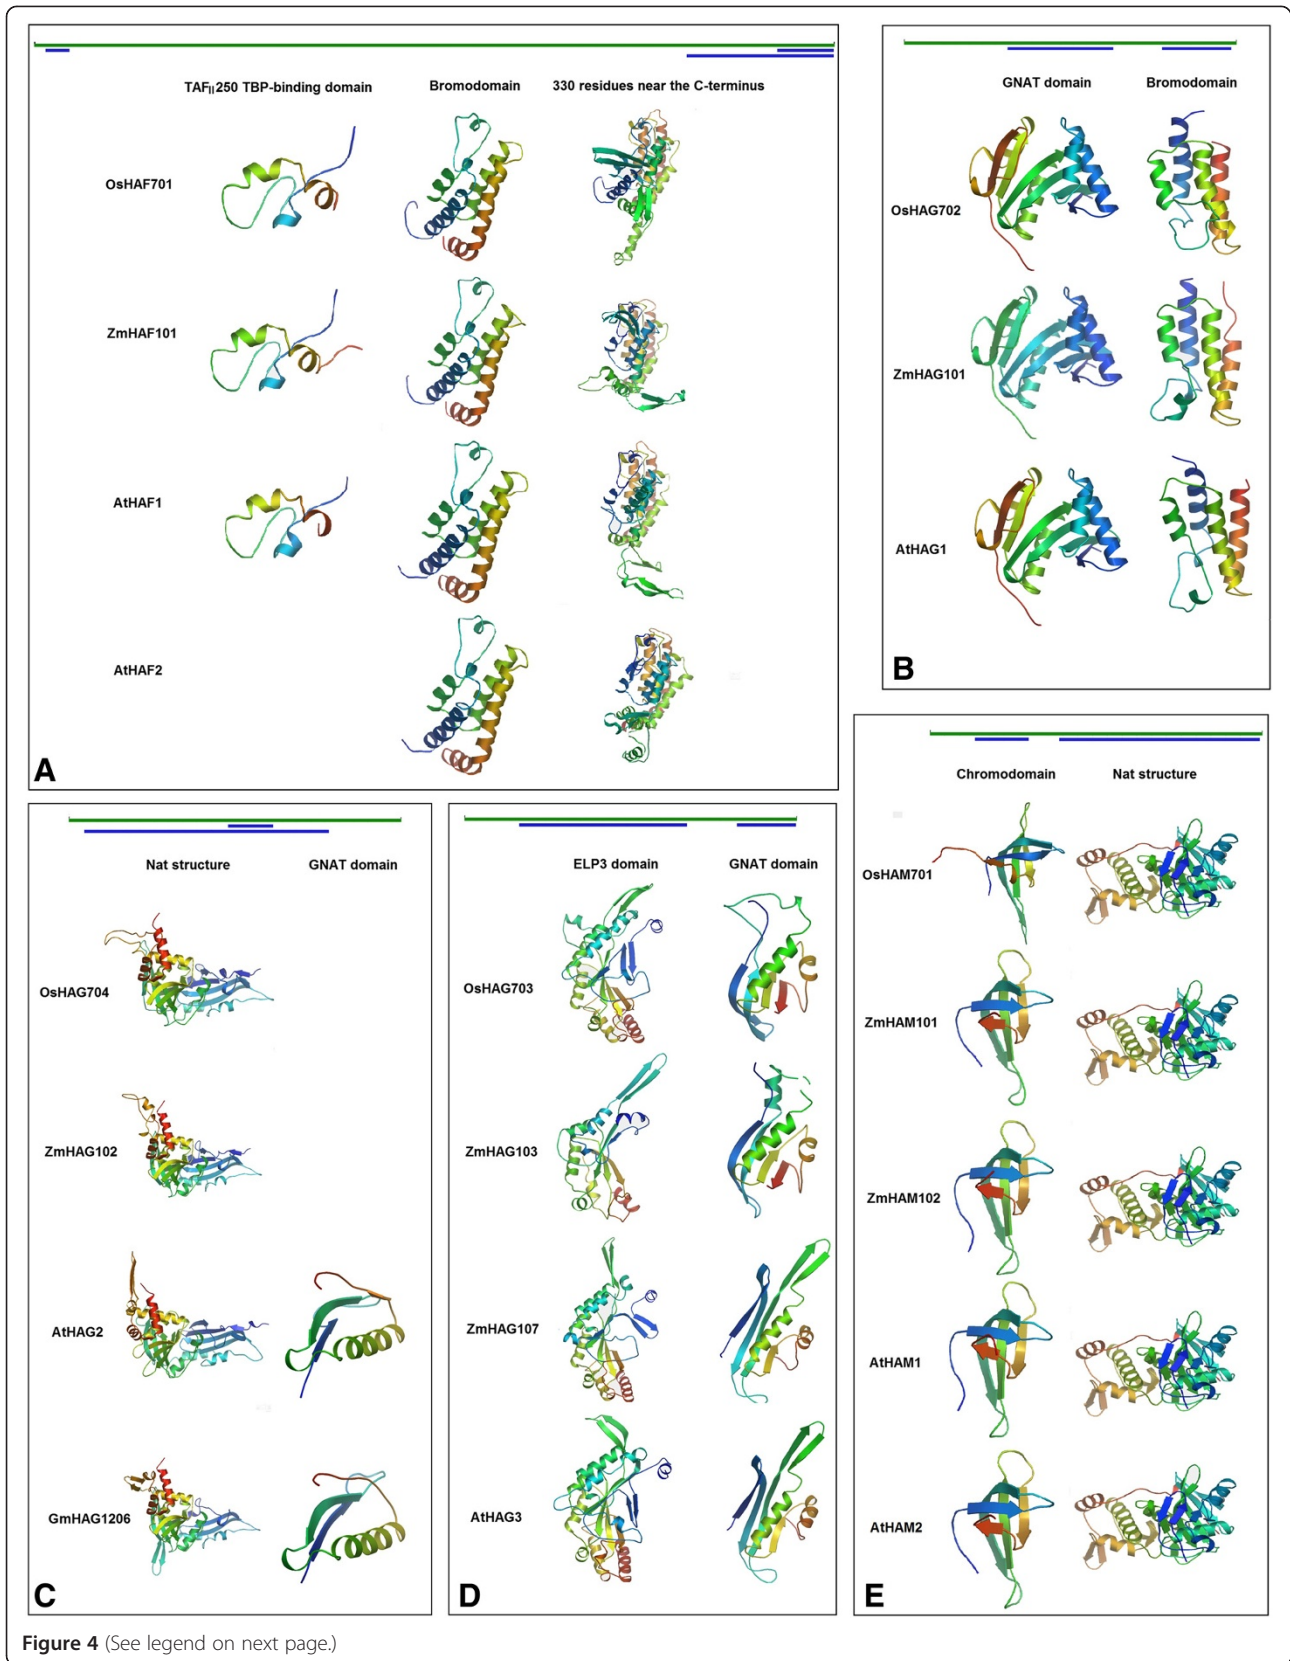 TAFII250 TBP-binding domain Bromodomain 330 residues near the C-terminus
OsHAF701
ZmHAF101
AtHAF1
AtHAF2
A
GNAT domain Bromodomain
OsHAG702
ZmHAG101
AtHAG1
B
Nat structure GNAT domain
OsHAG704
ZmHAG102
AtHAG2
GmHAG1206
C
ELP3 domain GNAT domain
OsHAG703
ZmHAG103
ZmHAG107
AtHAG3
D
Chromodomain Nat structure
OsHAM701
ZmHAM101
ZmHAM102
AtHAM1
AtHAM2
E
Figure 4 (See legend on next page.)